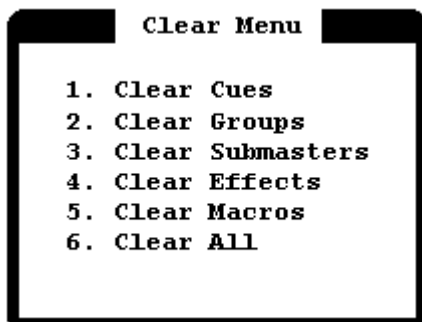 Clear Menu
1. Clear Cues
2. Clear Groups
3. Clear Submasters
4. Clear Effects
5. Clear Macros
6. Clear All